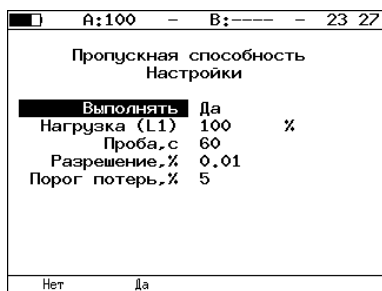 A:100 – B:---- – 23 27
Пропускная способность
Настройки
Выполнять Да
Нагрузка (L1) 100 %
Проба,с 60
Разрешение,% 0.01
Порог потерь,% 5
Нет Да